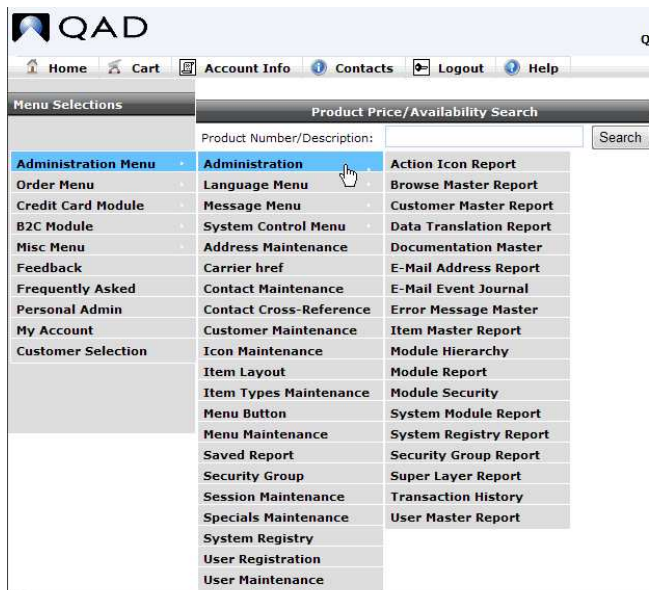 QAD
Q
Home Cart Account Info Contacts Logout Help
Menu Selections
Product Price/Availability Search
Product Number/Description: Search
Administration Menu
Order Menu
Credit Card Module
B2C Module
Misc Menu
Feedback
Frequently Asked
Personal Admin
My Account
Customer Selection
Administration
Language Menu
Message Menu
System Control Menu
Address Maintenance
Carrier href
Contact Maintenance
Contact Cross-Reference
Customer Maintenance
Icon Maintenance
Item Layout
Item Types Maintenance
Menu Button
Menu Maintenance
Saved Report
Security Group
Session Maintenance
Specials Maintenance
System Registry
User Registration
User Maintenance
Action Icon Report
Browse Master Report
Customer Master Report
Data Translation Report
Documentation Master
E-Mail Address Report
E-Mail Event Journal
Error Message Master
Item Master Report
Module Hierarchy
Module Report
Module Security
System Module Report
System Registry Report
Security Group Report
Super Layer Report
Transaction History
User Master Report